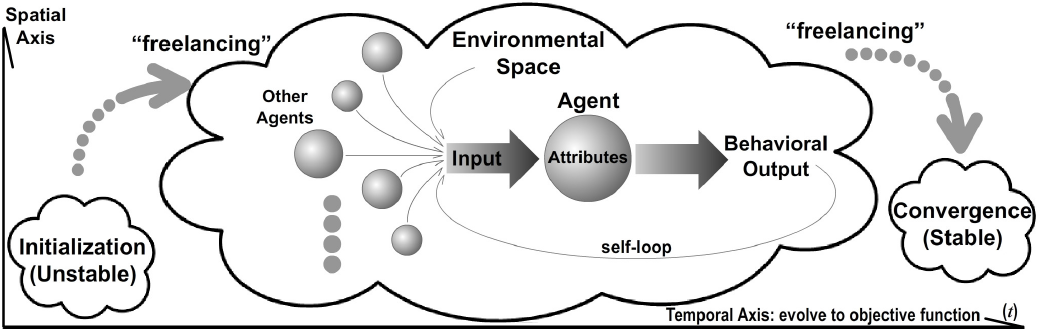 Spatial
Axis
“freelancing”
“freelancing”
Environmental
Space
Other
Agents
Agent
Input
Attributes
Behavioral
Output
self-loop
Initialization
(Unstable)
Convergence
(Stable)
Temporal Axis: evolve to objective function
(t)